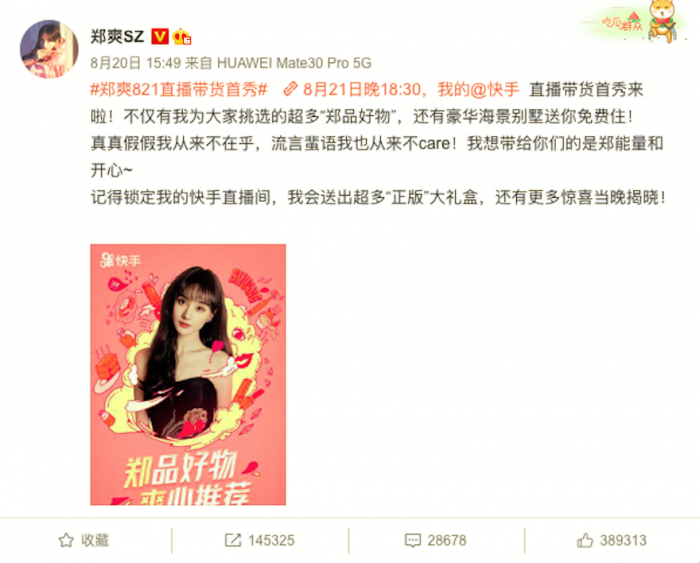 吃瓜群众
郑爽SZ
8月20日 15:49 来自 HUAWEI Mate30 Pro 5G
#郑爽821直播带货首秀# 8月21日晚18:30，我的@快手 直播带货首秀来
啦！不仅有我为大家挑选的超多“郑品好物”，还有豪华海景别墅送你免费住！
真真假假我从来不在乎，流言蜚语我也从来不care！我想带给你们的是郑能量和
开心~
记得锁定我的快手直播间，我会送出超多“正版”大礼盒，还有更多惊喜当晚揭晓！
快手
郑品好物
爽心推荐
收藏
145325
28678
389313